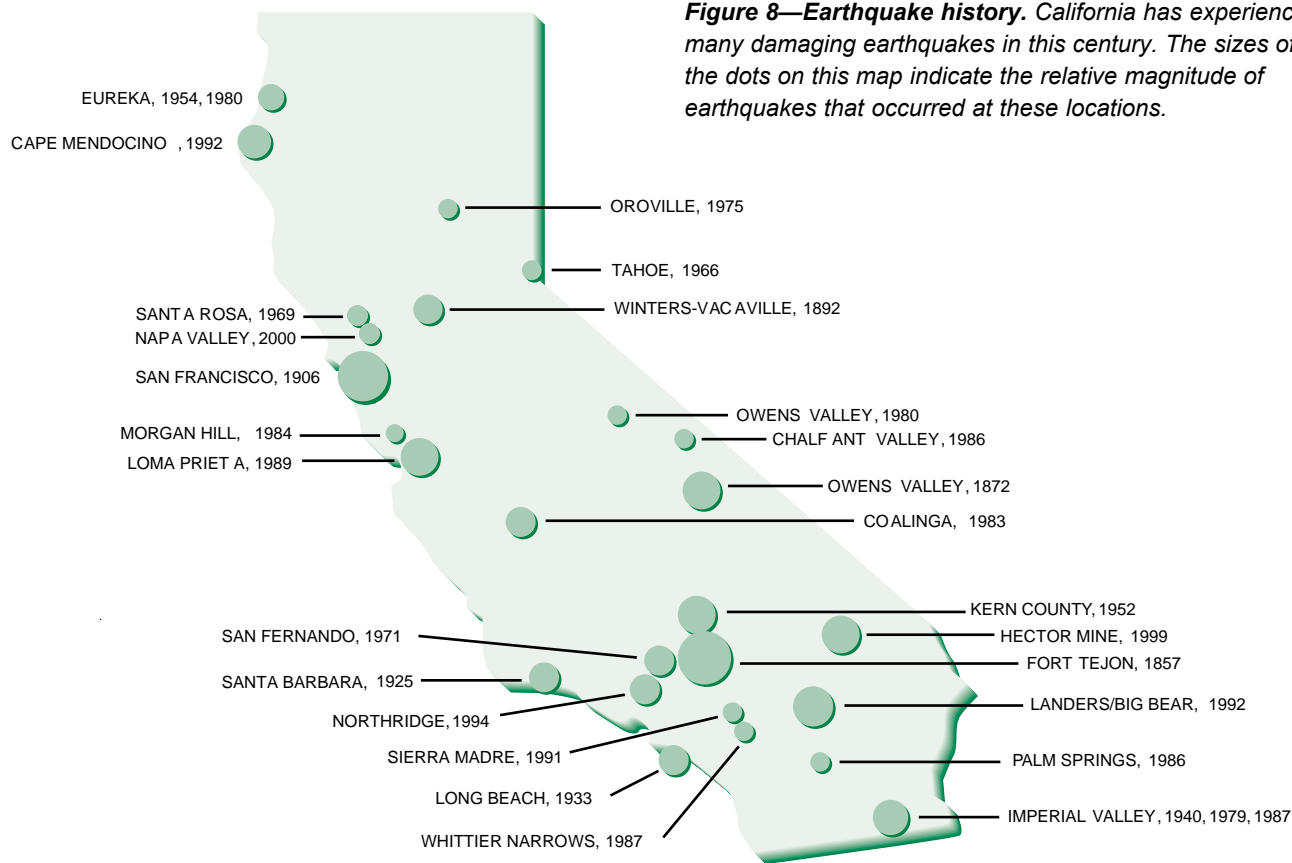 Figure 8—Earthquake history. California has experienc
many damaging earthquakes in this century. The sizes of
the dots on this map indicate the relative magnitude of
earthquakes that occurred at these locations.
EUREKA, 1954, 1980
CAPE MENDOCINO , 1992
OROVILLE, 1975
TAHOE, 1966
WINTERS-VACAVILLE, 1892
SANTA ROSA, 1969
NAPA VALLEY, 2000
SAN FRANCISCO, 1906
OWENS VALLEY, 1980
MORGAN HILL, 1984
CHALFANT VALLEY, 1986
LOMA PRIETA, 1989
OWENS VALLEY, 1872
COALINGA, 1983
KERN COUNTY, 1952
SAN FERNANDO, 1971
HECTOR MINE, 1999
FORT TEJON, 1857
SANTA BARBARA, 1925
LANDERS/BIG BEAR, 1992
NORTHRIDGE, 1994
SIERRA MADRE, 1991
PALM SPRINGS, 1986
LONG BEACH, 1933
IMPERIAL VALLEY, 1940, 1979, 1987
WHITTIER NARROWS, 1987